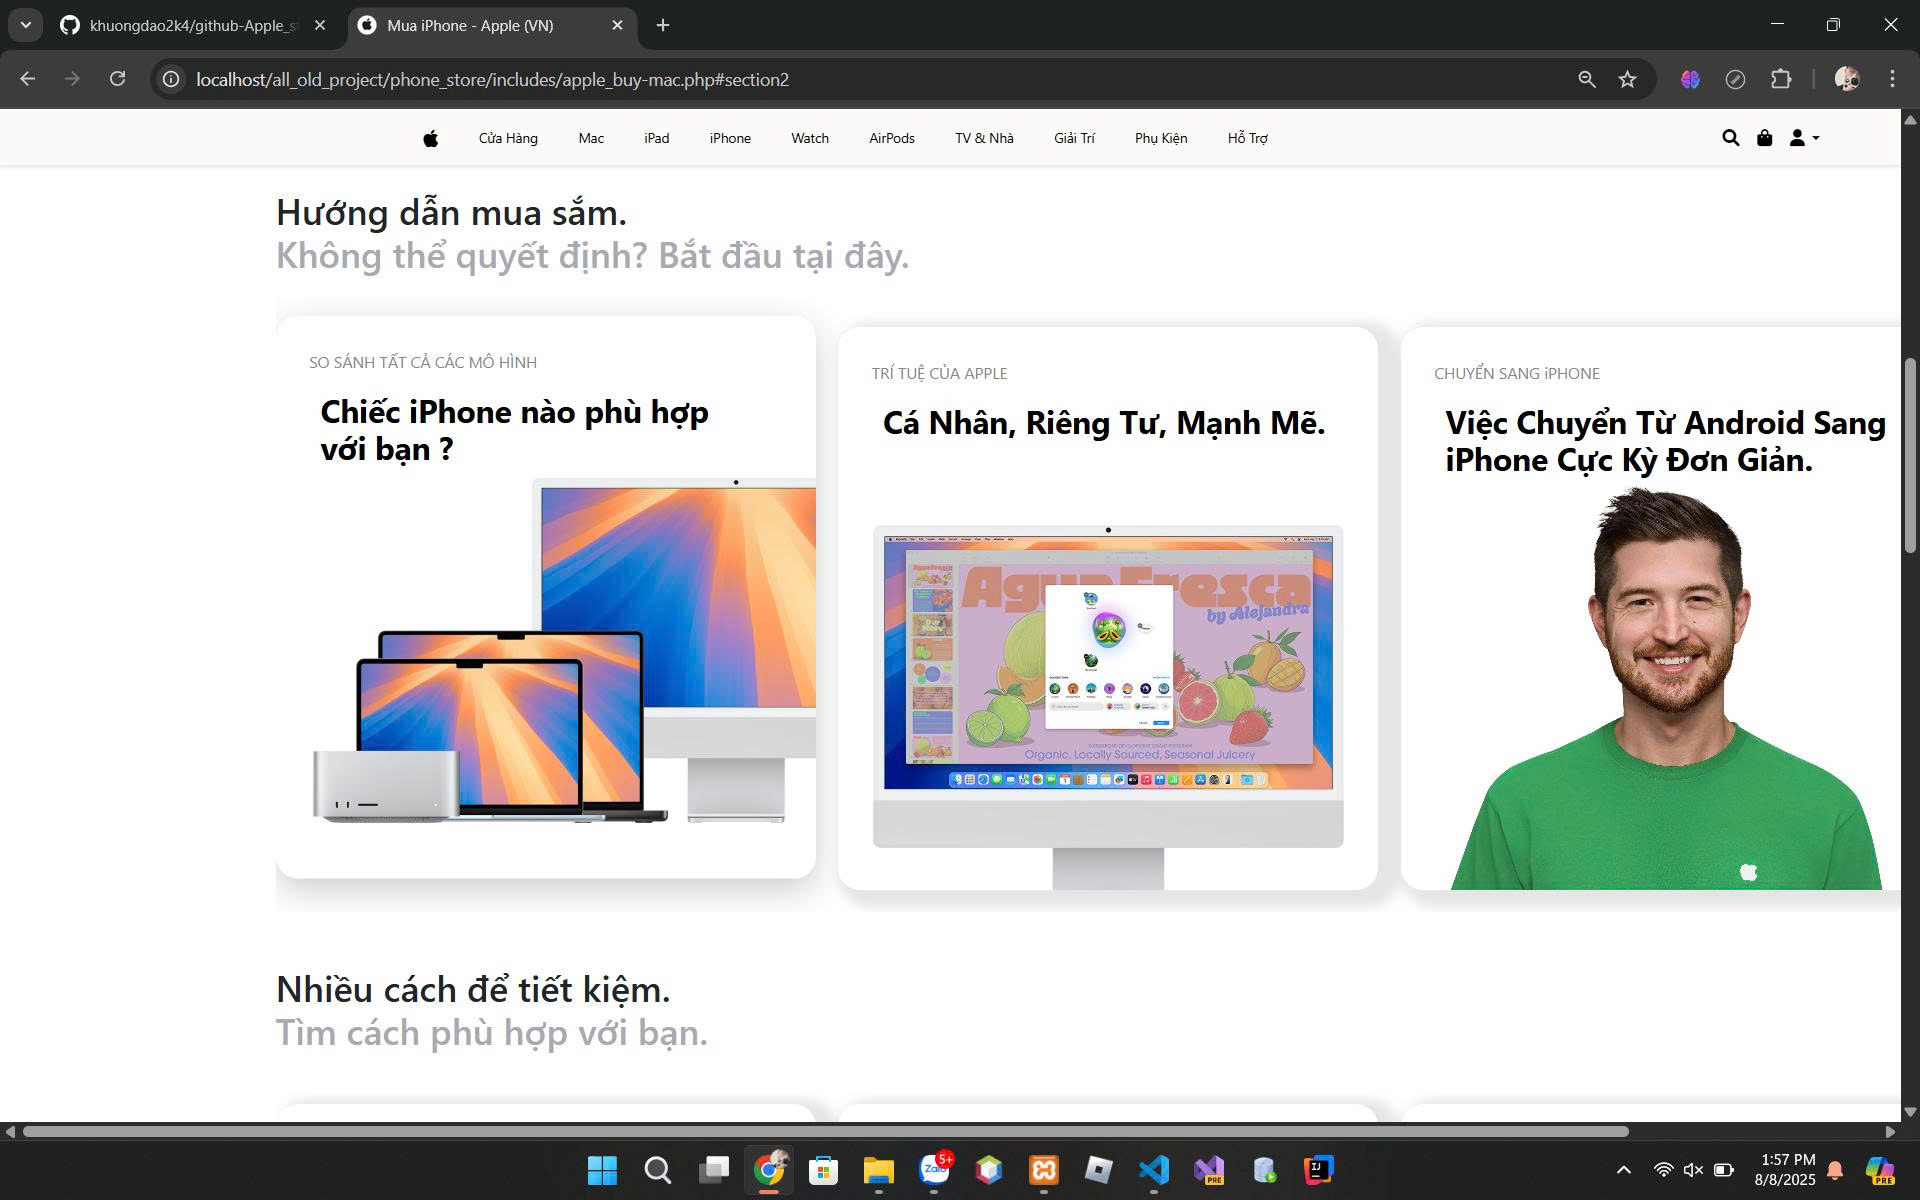 khuongdao2k4/github-Apple_s
Mua iPhone - Apple (VN)
localhost/all_old_project/phone_store/includes/apple_buy-mac.php#section2
Cửa Hàng
Mac
iPad
iPhone
Watch
AirPods
TV & Nhà
Giải Trí
Phụ Kiện
Hỗ Trợ
Hướng dẫn mua sắm.
Không thể quyết định? Bắt đầu tại đây.
SO SÁNH TẤT CẢ CÁC MÔ HÌNH
Chiếc iPhone nào phù hợp
với bạn ?
TRÍ TUỆ CỦA APPLE
Cá Nhân, Riêng Tư, Mạnh Mẽ.
Agua Fresca
by Alejandra
Organic, Locally Sourced, Seasonal Juicery
CHUYỂN SANG iPHONE
Việc Chuyển Từ Android Sang
iPhone Cực Kỳ Đơn Giản.
Nhiều cách để tiết kiệm.
Tìm cách phù hợp với bạn.
Zalo
5+
PRE
IJ
1:57 PM
8/8/2025
PRE